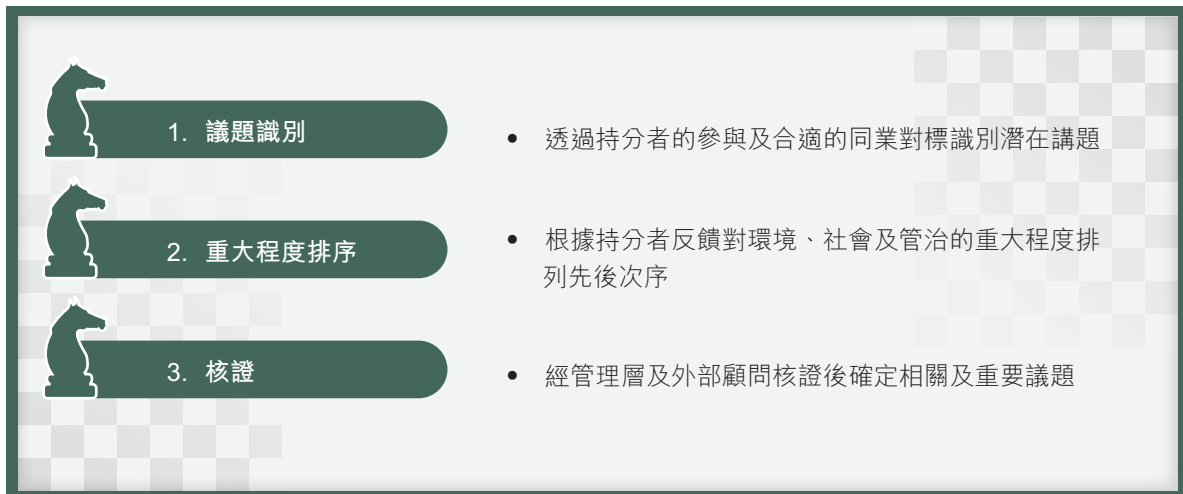 1. 議題識別
• 透過持分者的參與及合適的同業對標識別潛在講題
2. 重大程度排序
• 根據持分者反饋對環境、社會及管治的重大程度排
列先後次序
3. 核證
• 經管理層及外部顧問核證後確定相關及重要議題